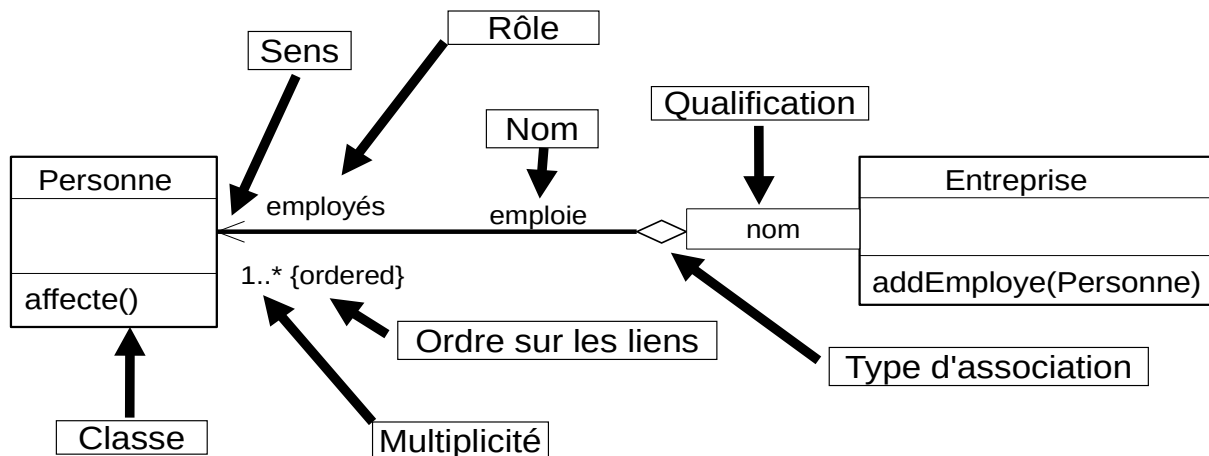 Rôle
Sens
Qualification
Nom
Personne
Entreprise
employés
emploie
nom
1..* {ordered}
affecte()
addEmploye(Personne)
Ordre sur les liens
Type d'association
Classe
Multiplicité